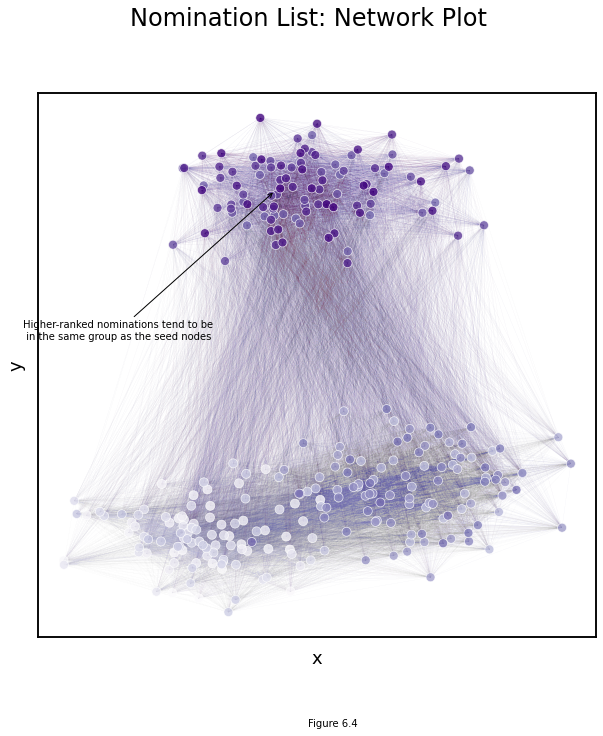 Nomination List: Network Plot
Higher-ranked nominations tend to be
in the same group as the seed nodes
y
x
Figure 6.4